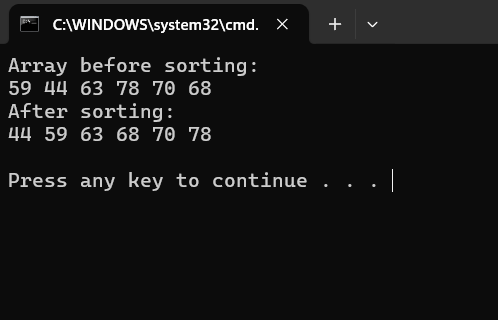 C:\WINDOWS\system32\cmd.
Array before sorting:
59 44 63 78 70 68
After sorting:
44 59 63 68 70 78
Press any key to continue . . .